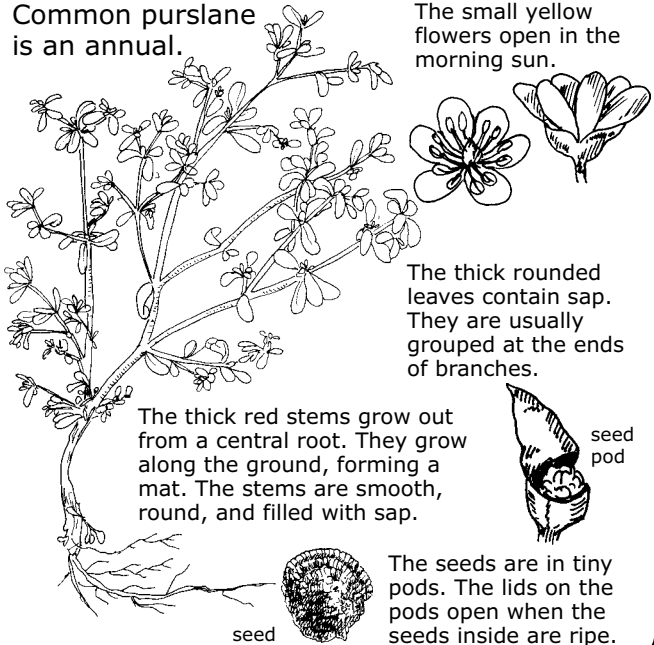 Common purslane
is an annual.
The small yellow
flowers open in the
morning sun.
The thick rounded
leaves contain sap.
They are usually
grouped at the ends
of branches.
The thick red stems grow out
from a central root. They grow
along the ground, forming a
mat. The stems are smooth,
round, and filled with sap.
seed
pod
The seeds are in tiny
pods. The lids on the
pods open when the
seeds inside are ripe.
seed